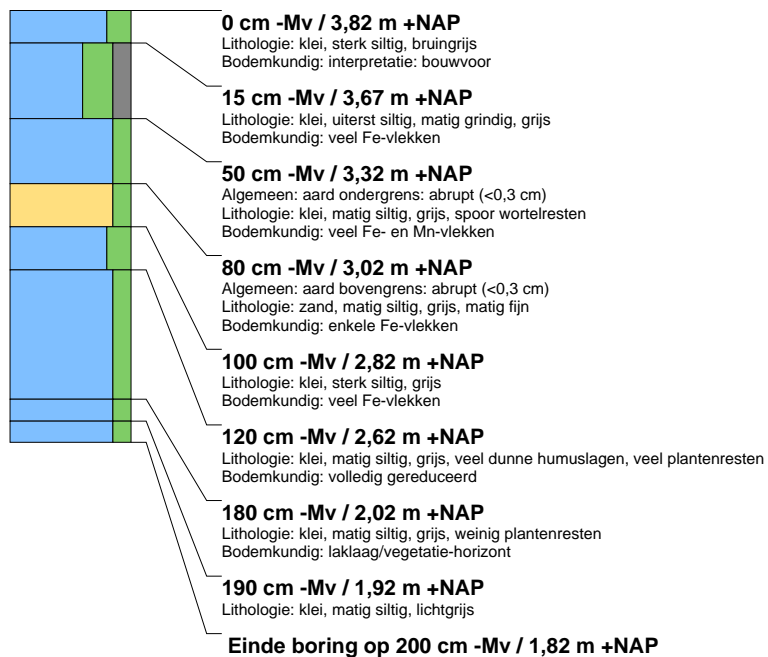 0 cm -Mv / 3,82 m +NAP
Lithologie: klei, sterk siltig, bruingrijs
Bodemkundig: interpretatie: bouwvoor
15 cm -Mv / 3,67 m +NAP
Lithologie: klei, uiterst siltig, matig grindig, grijs
Bodemkundig: veel Fe-vlekken
50 cm -Mv / 3,32 m +NAP
Algemeen: aard ondergrens: abrupt (<0,3 cm)
Lithologie: klei, matig siltig, grijs, spoor wortelresten
Bodemkundig: veel Fe- en Mn-vlekken
80 cm -Mv / 3,02 m +NAP
Algemeen: aard bovengrens: abrupt (<0,3 cm)
Lithologie: zand, matig siltig, grijs, matig fijn
Bodemkundig: enkele Fe-vlekken
100 cm -Mv / 2,82 m +NAP
Lithologie: klei, sterk siltig, grijs
Bodemkundig: veel Fe-vlekken
120 cm -Mv / 2,62 m +NAP
Lithologie: klei, matig siltig, grijs, veel dunne humuslagen, veel plantenresten
Bodemkundig: volledig gereduceerd
180 cm -Mv / 2,02 m +NAP
Lithologie: klei, matig siltig, grijs, weinig plantenresten
Bodemkundig: laklaag/vegetatie-horizont
190 cm -Mv / 1,92 m +NAP
Lithologie: klei, matig siltig, lichtgrijs
Einde boring op 200 cm -Mv / 1,82 m +NAP